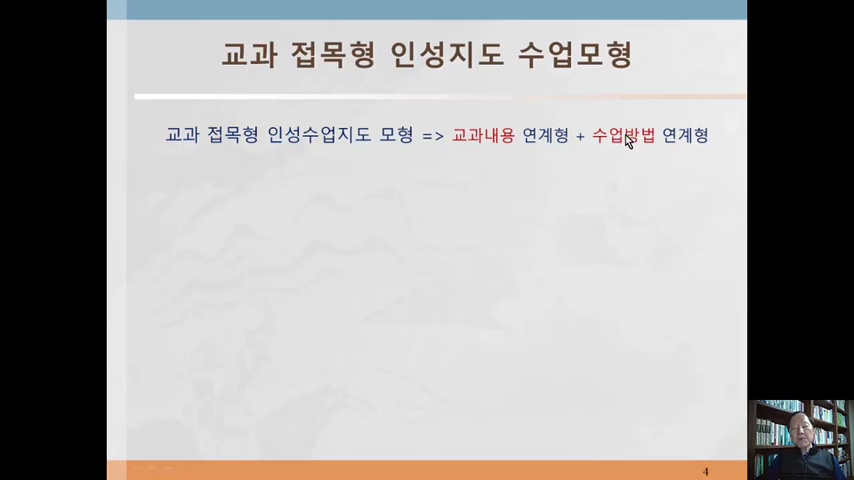 교과 접목형 인성지도 수업모형
교과 접목형 인성수업지도 모형 => 교과내용 연계형 + 수업방법 연계형
4